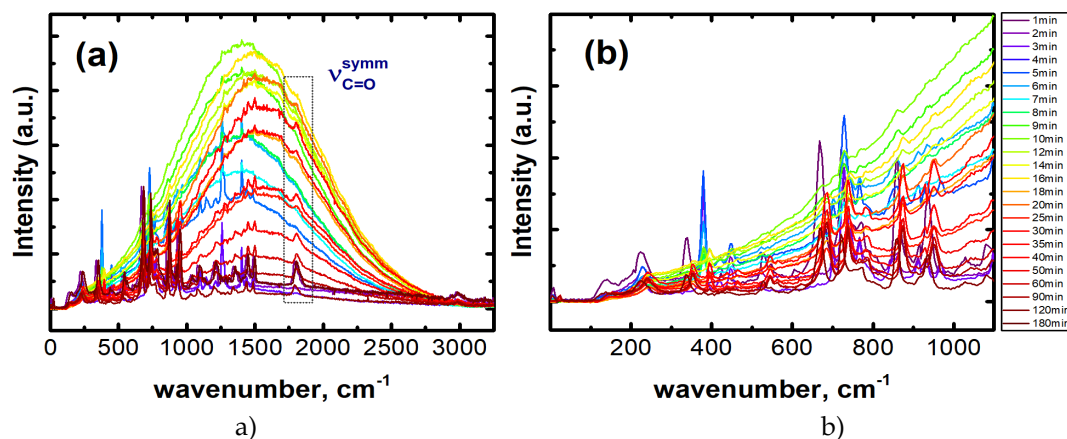 (a)
ν symm C=O
Intensity (a.u.)
0 500 1000 1500 2000 2500 3000
wavenumber, cm-1
a)
(b)
Intensity (a.u.)
200 400 600 800 1000
wavenumber, cm-1
b)
1min
2min
3min
4min
5min
6min
7min
8min
9min
10min
12min
14min
16min
18min
20min
25min
30min
35min
40min
50min
60min
90min
120min
180min